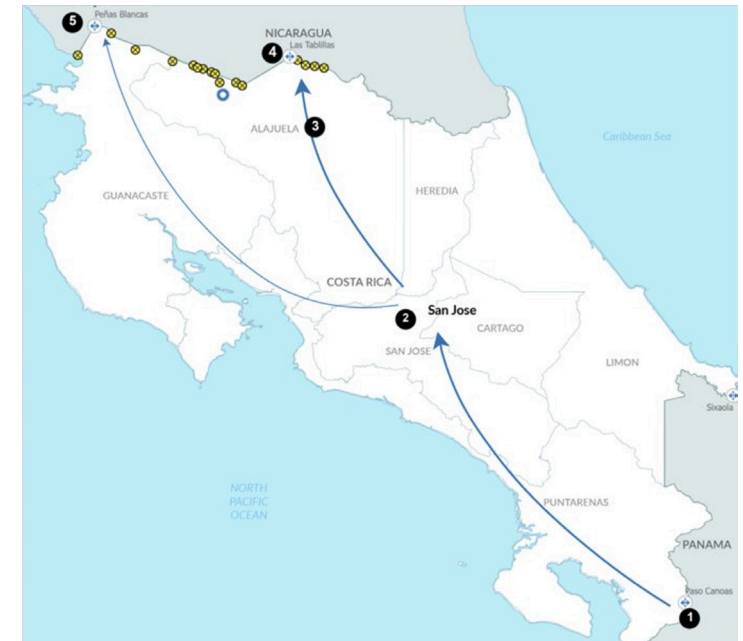 5
Peñas Blancas
NICARAGUA
4
Las Tablillas
3
ALAJUELA
Caribbean Sea
HEREDIA
GUANACASTE
COSTA RICA
San Jose
2
CARTAGO
SAN JOSE
LIMON
Sixaola
NORTH
PACIFIC
OCEAN
PUNTARENAS
PANAMA
Paso Canoas
1